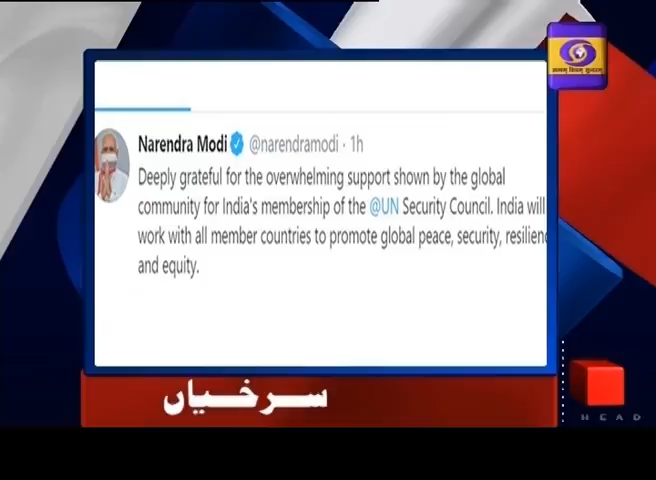 Narendra Modi @narendramodi · 1h
Deeply grateful for the overwhelming support shown by the global
community for India's membership of the @UN Security Council. India will
work with all member countries to promote global peace, security, resilienc
and equity.
سرخیاں
HEAD